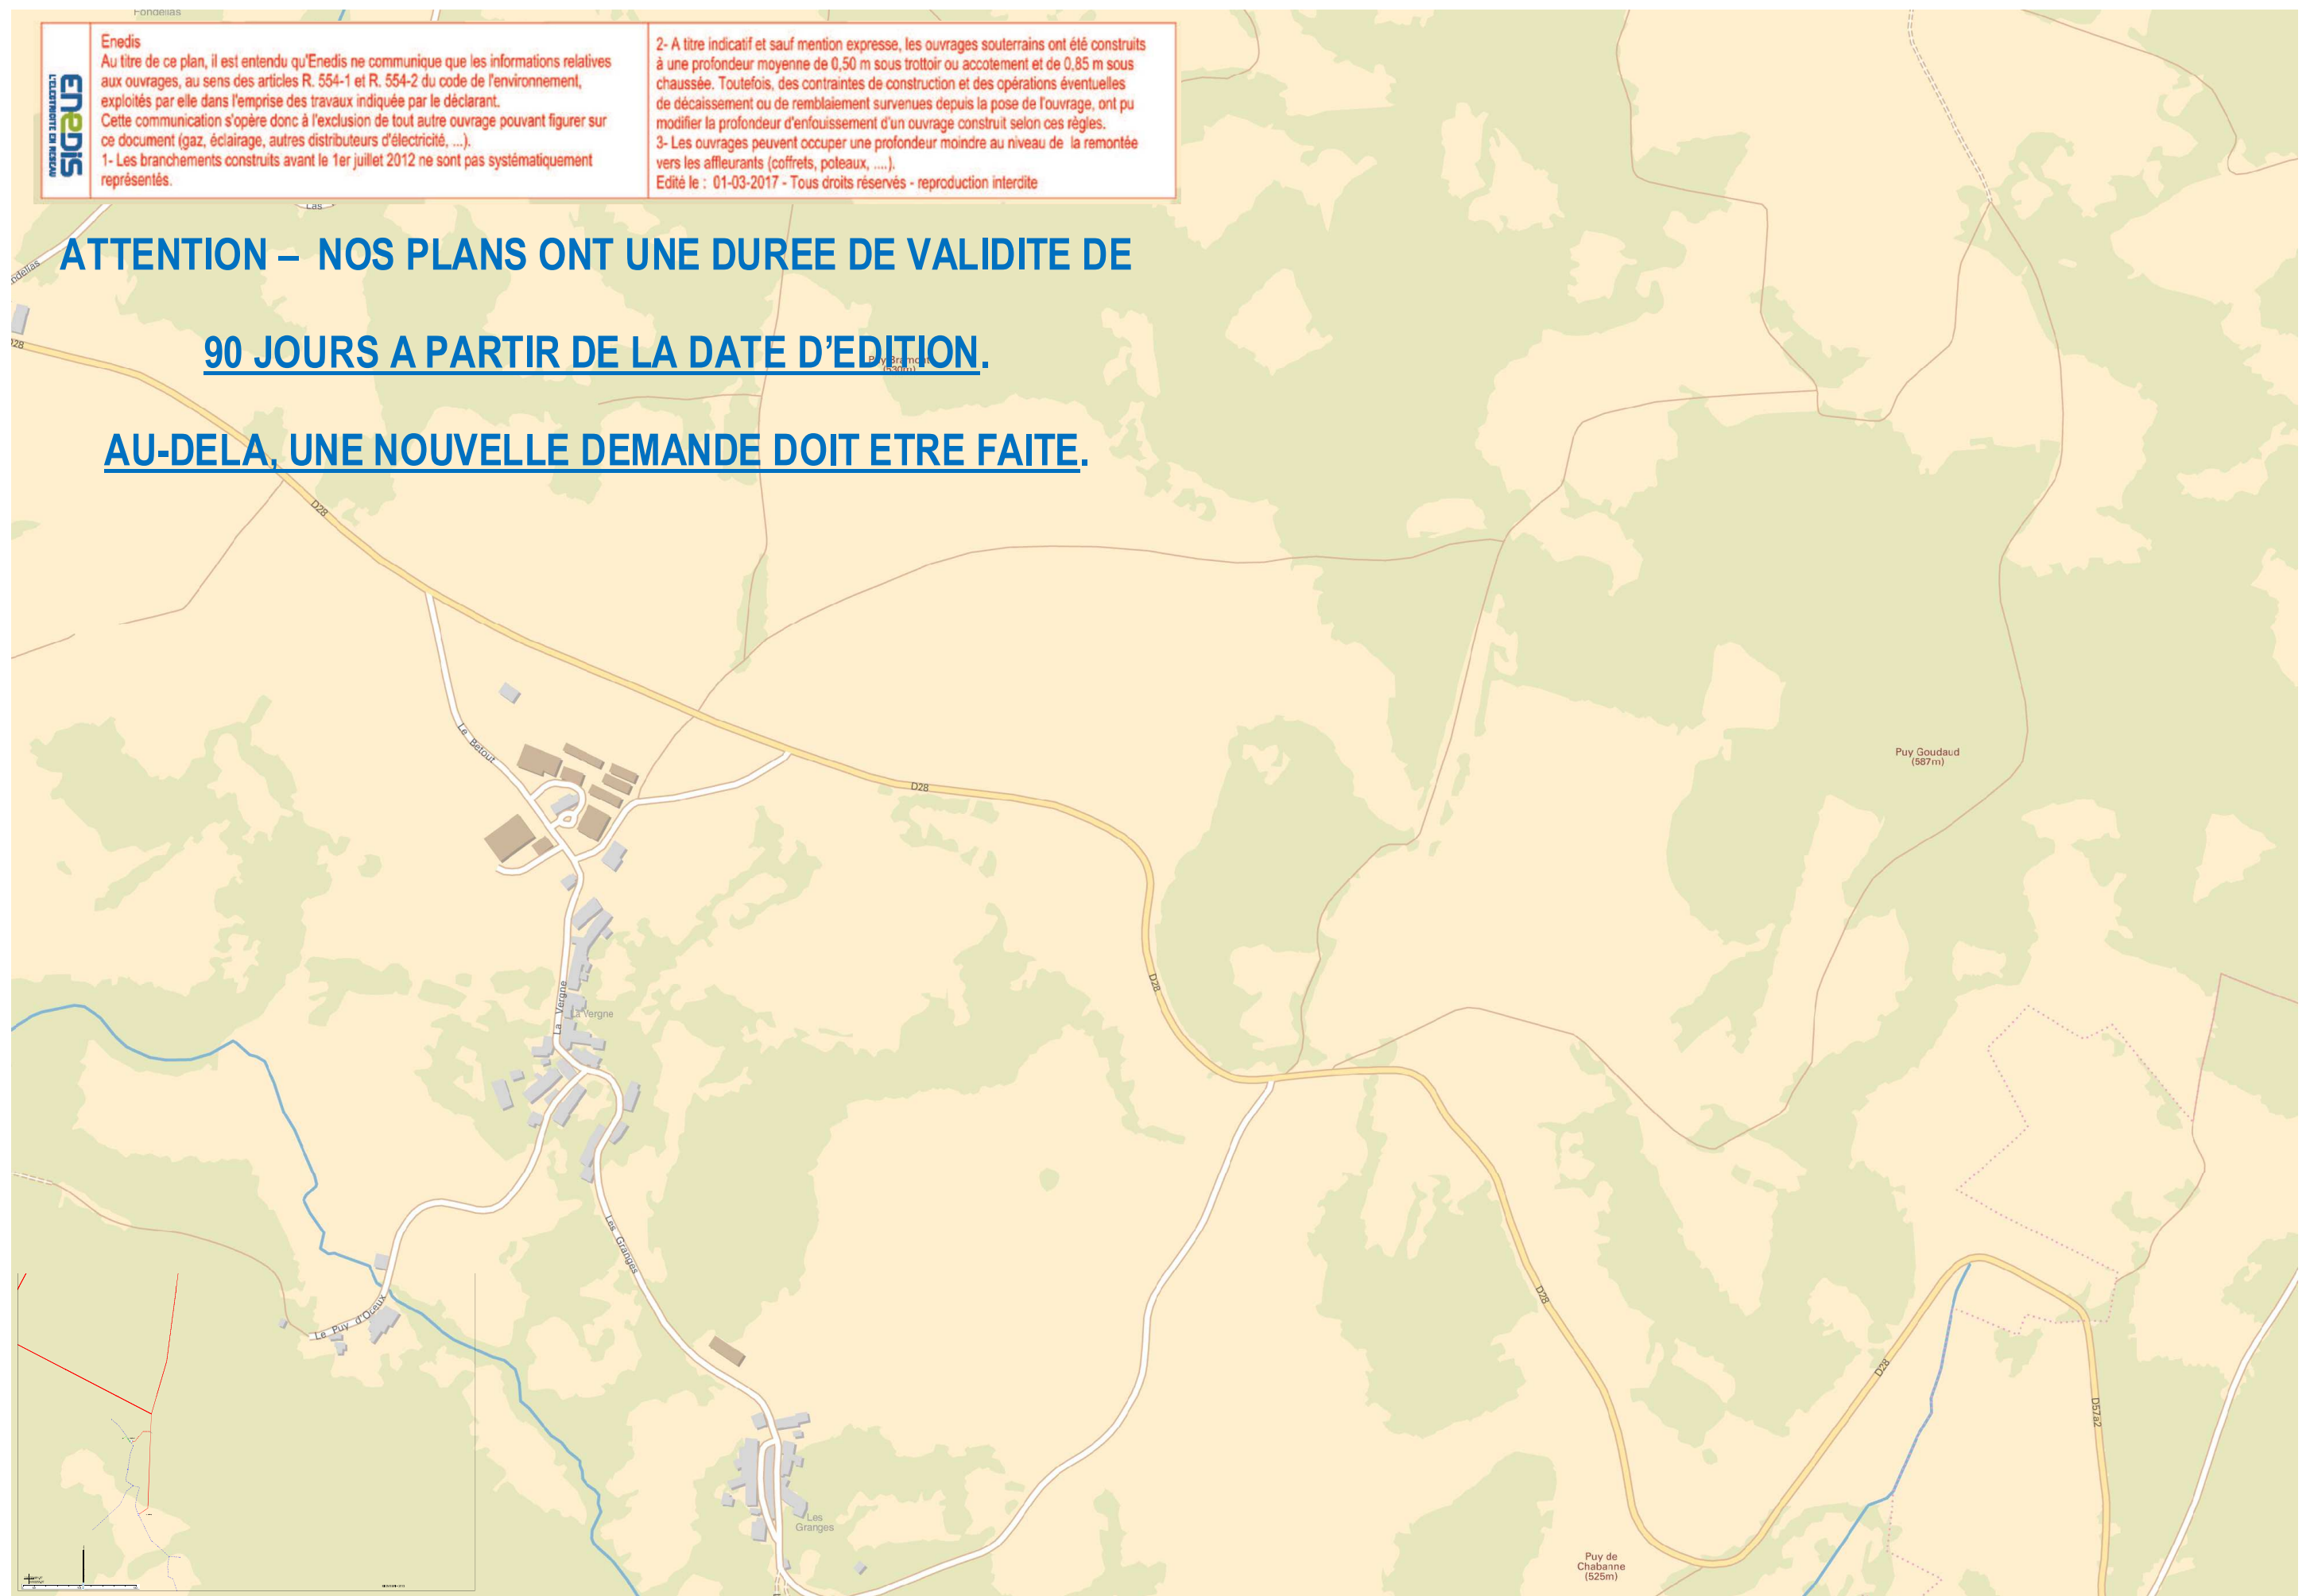 Fondellas
ENEDIS
L'ELECTRICITE EN RESEAU
Enedis
Au titre de ce plan, il est entendu qu'Enedis ne communique que les informations relatives
aux ouvrages, au sens des articles R. 554-1 et R. 554-2 du code de l'environnement,
exploités par elle dans l'emprise des travaux indiquée par le déclarant.
Cette communication s'opère donc à l'exclusion de tout autre ouvrage pouvant figurer sur
ce document (gaz, éclairage, autres distributeurs d'électricité, ...).
1- Les branchements construits avant le 1er juillet 2012 ne sont pas systématiquement
représentés.
2- A titre indicatif et sauf mention expresse, les ouvrages souterrains ont été construits
à une profondeur moyenne de 0,50 m sous trottoir ou accotement et de 0,85 m sous
chaussée. Toutefois, des contraintes de construction et des opérations éventuelles
de décaissement ou de remblaiement survenues depuis la pose de l'ouvrage, ont pu
modifier la profondeur d'enfouissement d'un ouvrage construit selon ces règles.
3- Les ouvrages peuvent occuper une profondeur moindre au niveau de la remontée
vers les affleurants (coffrets, poteaux, ....).
Edité le : 01-03-2017 - Tous droits réservés - reproduction interdite
Las
ATTENTION – NOS PLANS ONT UNE DUREE DE VALIDITE DE
90 JOURS A PARTIR DE LA DATE D'EDITION.
AU-DELA, UNE NOUVELLE DEMANDE DOIT ETRE FAITE.
ndellas
D28
Puy Bramont
(530m)
D28
Le Betout
Puy Goudaud
(587m)
D28
D28
La Vergne
La Vergne
Les Granges
Le Puy d'Oceux
D28
D28
D57a2
Les
Granges
Puy de
Chabanne
(525m)